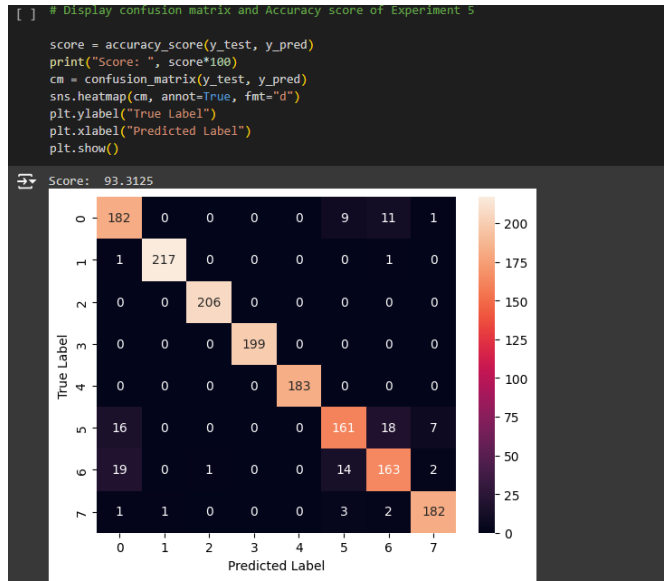 [ ] # Display confusion matrix and Accuracy score of Experiment 5
score = accuracy_score(y_test, y_pred)
print("Score: ", score*100)
cm = confusion_matrix(y_test, y_pred)
sns.heatmap(cm, annot=True, fmt="d")
plt.ylabel("True Label")
plt.xlabel("Predicted Label")
plt.show()
Score: 93.3125
0 182 0 0 0 0 9 11 1
1 1 217 0 0 0 0 1 0
2 0 0 206 0 0 0 0 0
3 0 0 0 199 0 0 0 0
4 0 0 0 0 183 0 0 0
5 16 0 0 0 0 161 18 7
6 19 0 1 0 0 14 163 2
7 1 1 0 0 0 3 2 182
0 1 2 3 4 5 6 7
True Label
Predicted Label
200
175
150
125
100
75
50
25
0